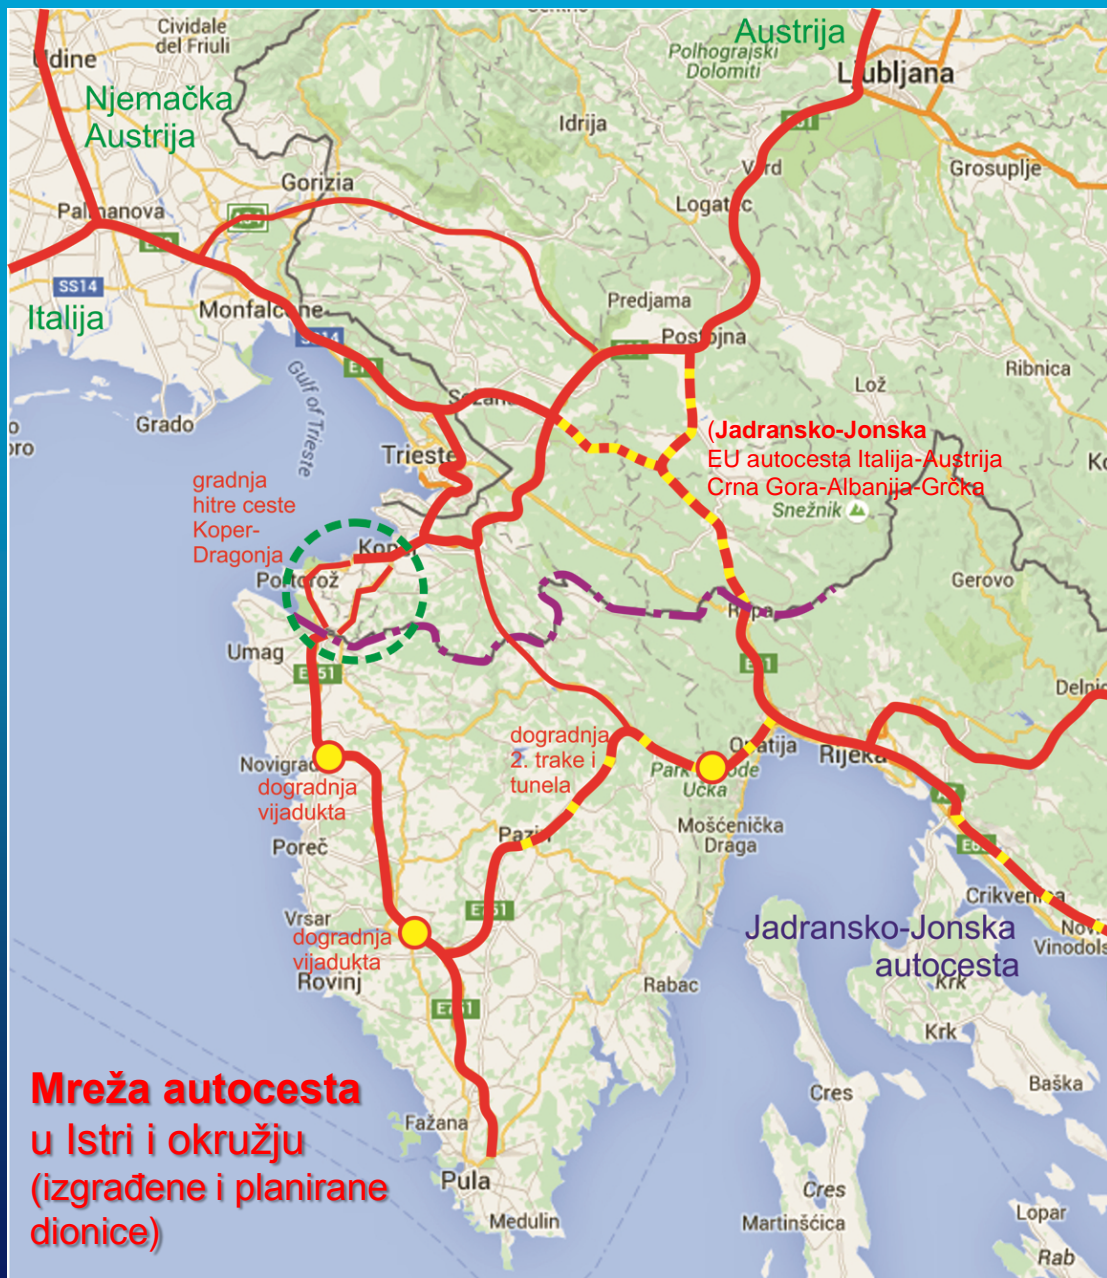 Cividale
del Friuli
Udine
Austrija
Polhograjski
Dolomiti
Ljubljana
Njemačka
Austrija
Idrija
Grosuplje
Gorizia
Vrd
Palmanova
Logatec
SS14
Italija
Monfalcone
Predjama
Postojna
Ribnica
Gulf of Trieste
Lož
Grado
Sežana
Trieste
(Jadransko-Jonska
EU autocesta Italija-Austrija
Crna Gora-Albanija-Grčka
Snežnik
gradnja
hitre ceste
Koper-
Dragonja
Koper
Portorož
Gerovo
Rupa
Umag
E751
E61
Delnice
dogradnja
2. trake i
tunela
Opatija
Rijeka
Novigrad
Park prirode
Učka
dogradnja
vijadukta
Mošćenička
Draga
Poreč
Pazin
Crikvenica
E751
Vrsar
dogradnja
vijadukta
Jadransko-Jonska
autocesta
Novi
Vinodolski
Rovinj
Rabac
Krk
E751
Krk
Mreža autocesta
u Istri i okružju
(izgrađene i planirane
dionice)
Baška
Cres
Fažana
Pula
Cres
Medulin
Martinšćica
Lopar
Rab